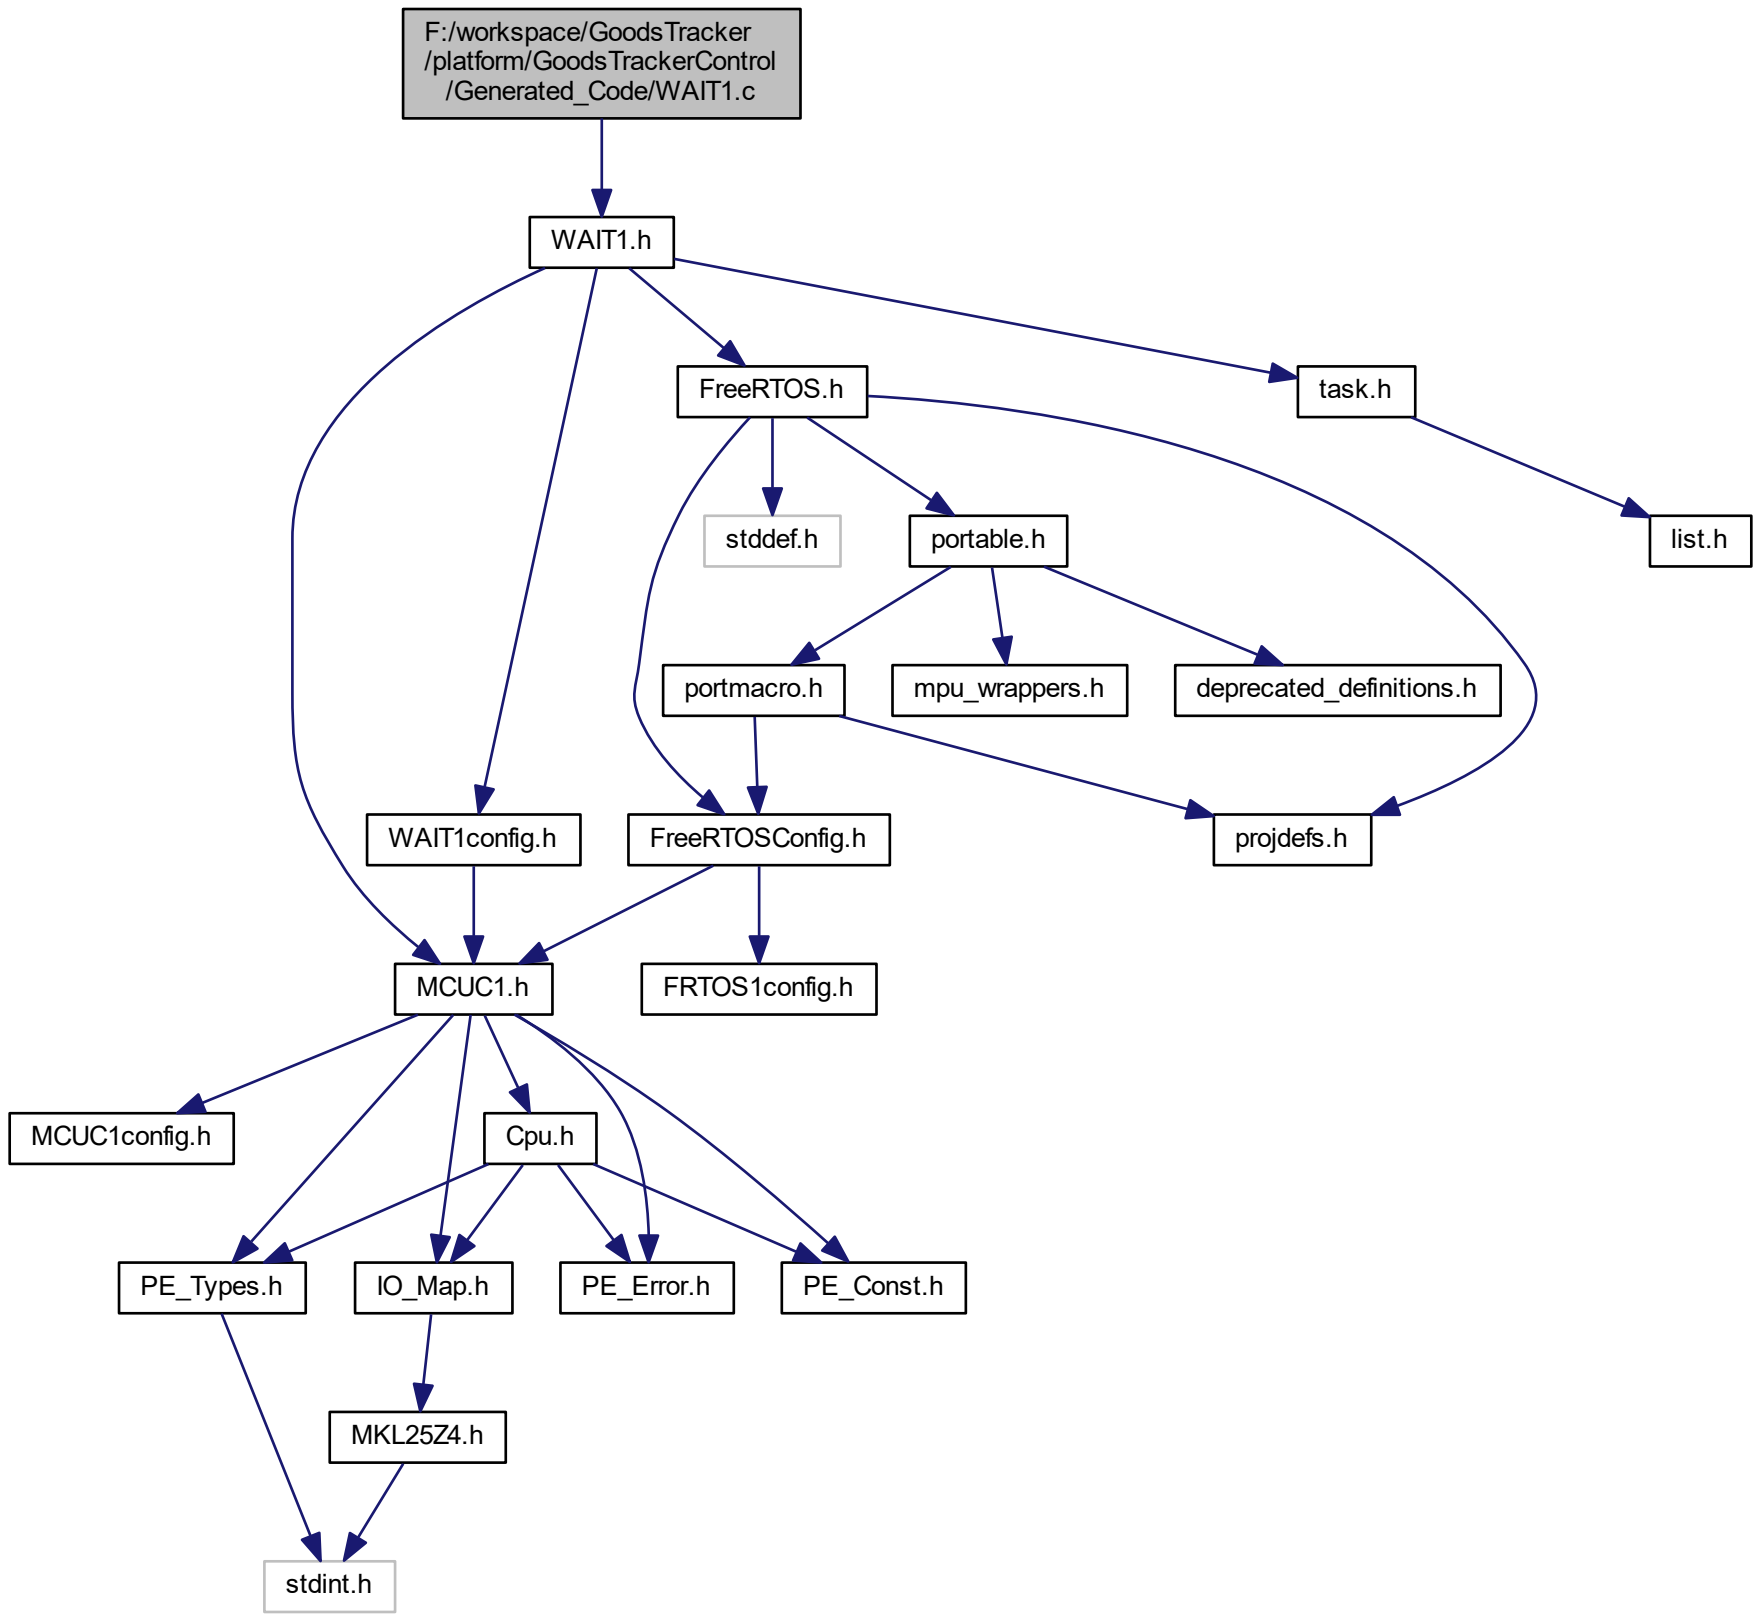 F:/workspace/GoodsTracker
/platform/GoodsTrackerControl
/Generated_Code/WAIT1.c
WAIT1.h
FreeRTOS.h
task.h
stddef.h
portable.h
list.h
portmacro.h
mpu_wrappers.h
deprecated_definitions.h
WAIT1config.h
FreeRTOSConfig.h
projdefs.h
MCUC1.h
FRTOS1config.h
MCUC1config.h
Cpu.h
PE_Types.h
IO_Map.h
PE_Error.h
PE_Const.h
MKL25Z4.h
stdint.h